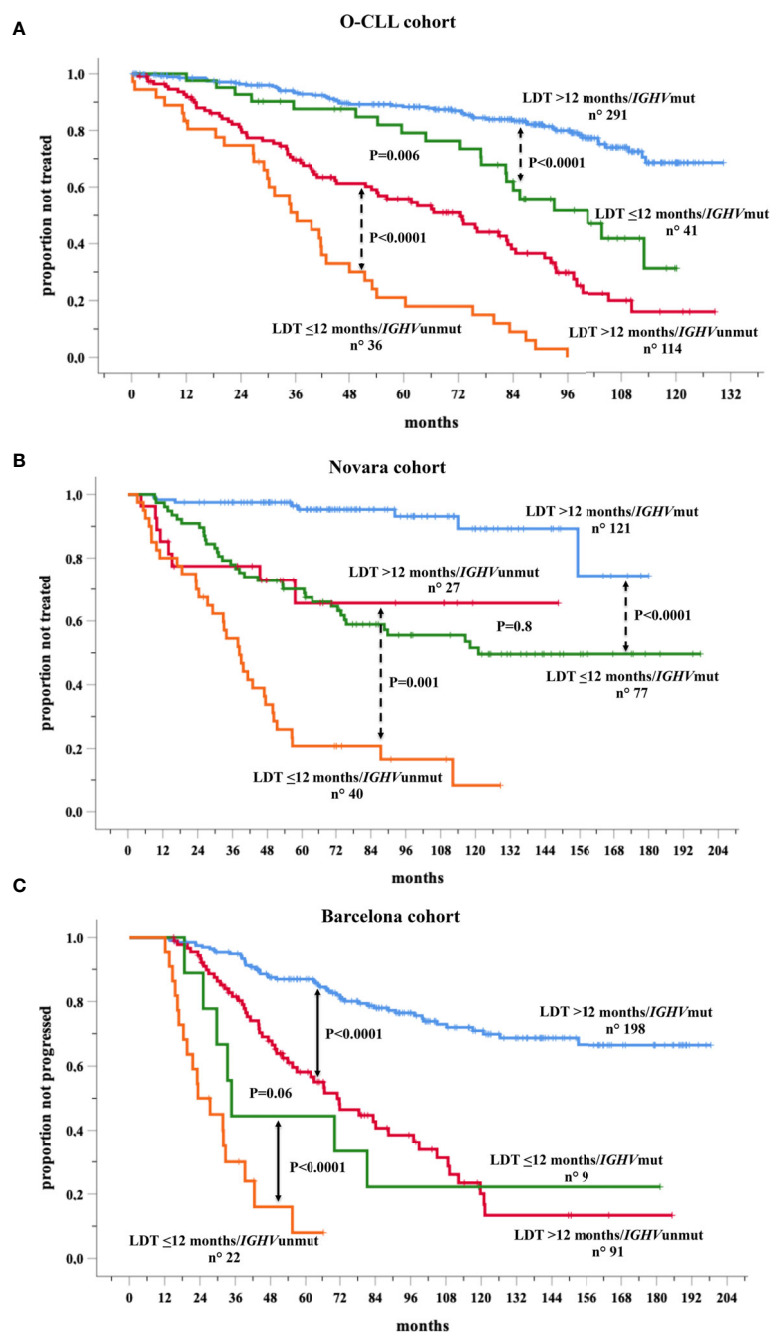 A
O-CLL cohort
proportion not treated
1.0
0.8
0.6
0.4
0.2
0.0
LDT >12 months/IGHVmut
n° 291
P=0.006
P<0.0001
LDT ≤12 months/IGHVmut
n° 41
P<0.0001
LDT ≤12 months/IGHVunmut
n° 36
LDT >12 months/IGHVunmut
n° 114
0 12 24 36 48 60 72 84 96 108 120 132
months
B
Novara cohort
proportion not treated
1.0
0.8
0.6
0.4
0.2
0.0
LDT >12 months/IGHVmut
n° 121
LDT >12 months/IGHVunmut
n° 27
P=0.8
P<0.0001
P=0.001
LDT ≤12 months/IGHVmut
n° 77
LDT ≤12 months/IGHVunmut
n° 40
0 12 24 36 48 60 72 84 96 108 120 132 144 156 168 180 192 204
months
C
Barcelona cohort
proportion not progressed
1.0
0.8
0.6
0.4
0.2
0.0
LDT >12 months/IGHVmut
n° 198
P<0.0001
P=0.06
P<0.0001
LDT ≤12 months/IGHVmut
n° 9
LDT ≤12 months/IGHVunmut
n° 22
LDT >12 months/IGHVunmut
n° 91
0 12 24 36 48 60 72 84 96 108 120 132 144 156 168 180 192 200
months